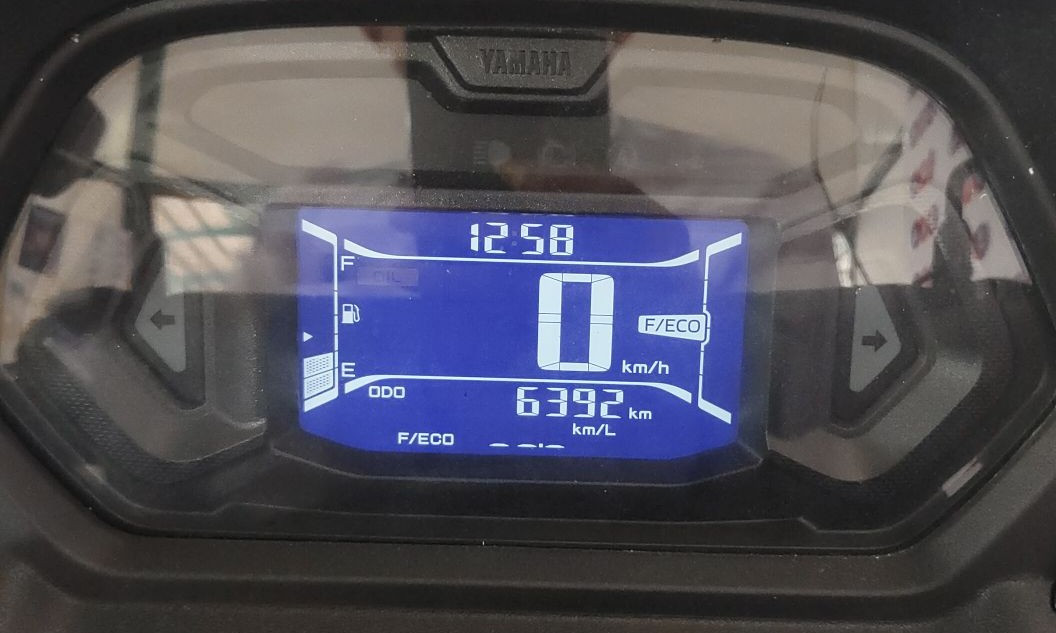 YAMAHA
12:58
F
OIL
0
F/ECO
E
km/h
ODO
6392 km
km/L
F/ECO